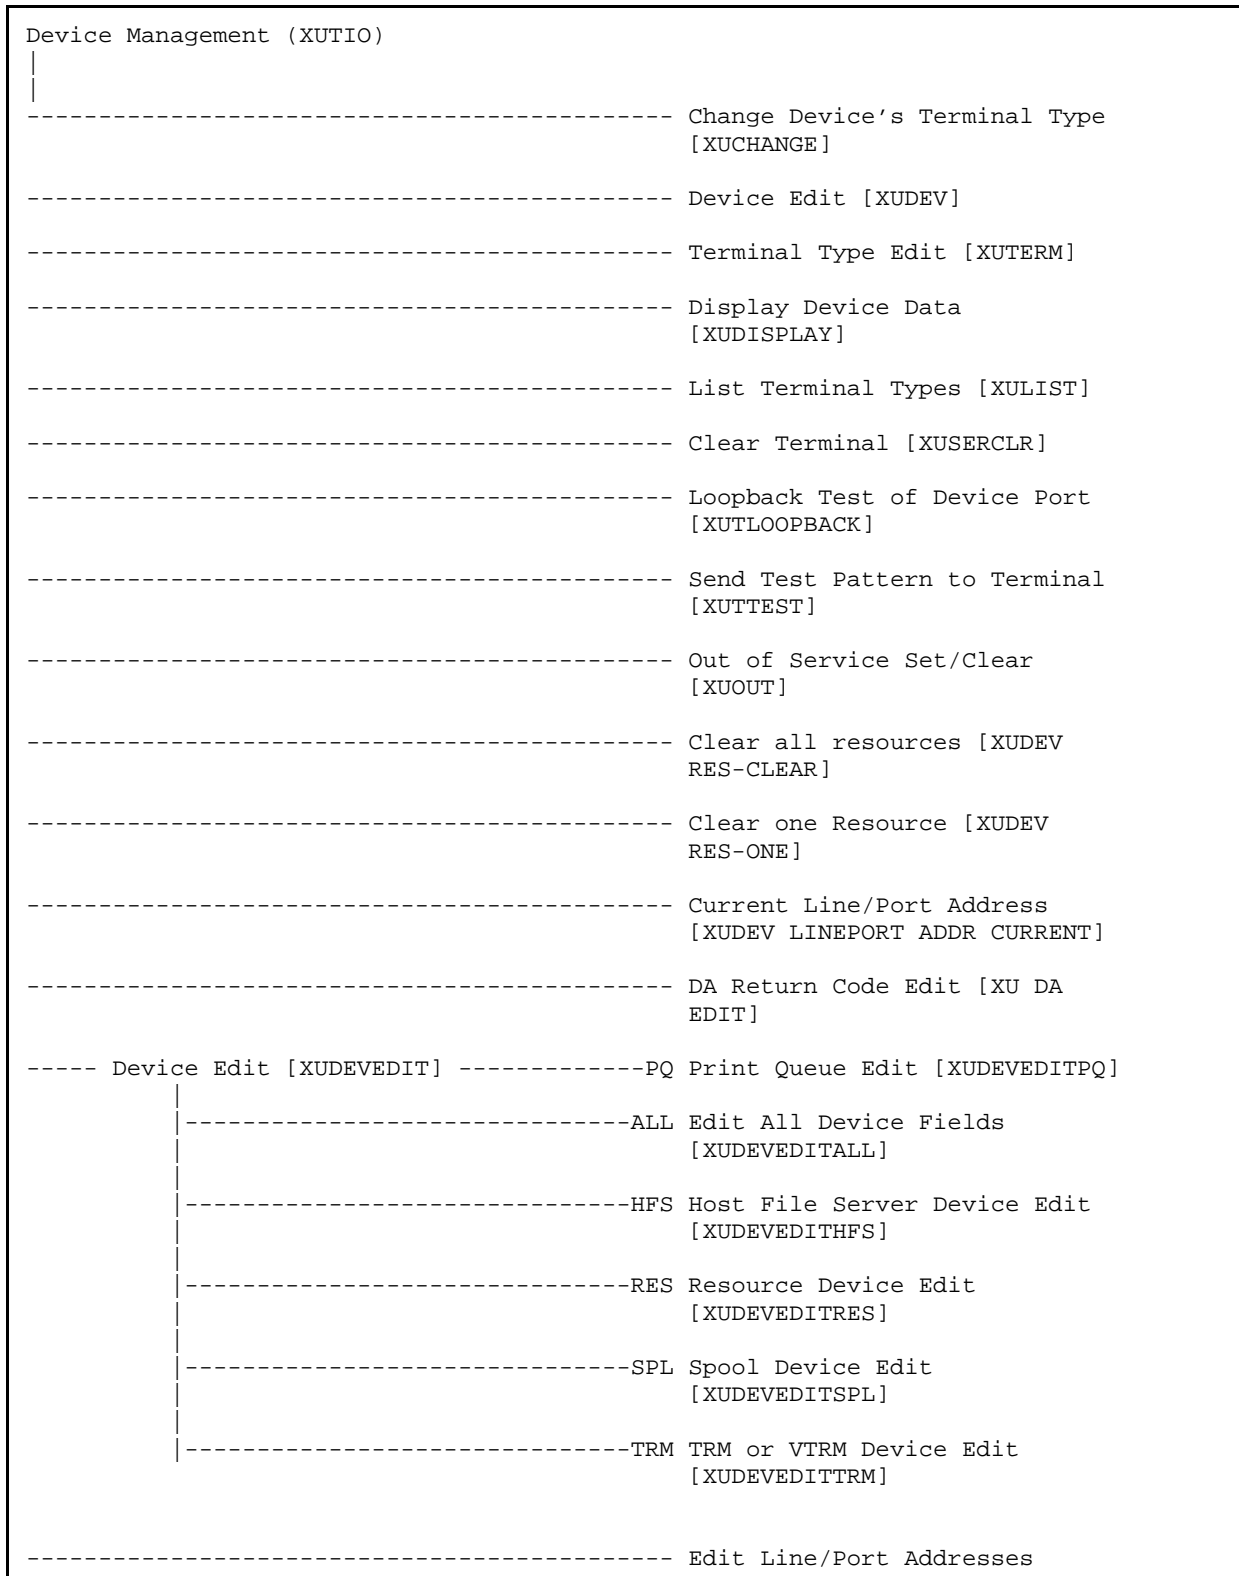 Device Management (XUTIO)
|
|
--------------------------------------------- Change Device’s Terminal Type
[XUCHANGE]
--------------------------------------------- Device Edit [XUDEV]
--------------------------------------------- Terminal Type Edit [XUTERM]
--------------------------------------------- Display Device Data
[XUDISPLAY]
--------------------------------------------- List Terminal Types [XULIST]
--------------------------------------------- Clear Terminal [XUSERCLR]
--------------------------------------------- Loopback Test of Device Port
[XUTLOOPBACK]
--------------------------------------------- Send Test Pattern to Terminal
[XUTTEST]
--------------------------------------------- Out of Service Set/Clear
[XUOUT]
--------------------------------------------- Clear all resources [XUDEV
RES-CLEAR]
--------------------------------------------- Clear one Resource [XUDEV
RES-ONE]
--------------------------------------------- Current Line/Port Address
[XUDEV LINEPORT ADDR CURRENT]
--------------------------------------------- DA Return Code Edit [XU DA
EDIT]
----- Device Edit [XUDEVEDIT] -------------PQ Print Queue Edit [XUDEVEDITPQ]
|
|-------------------------------ALL Edit All Device Fields
| [XUDEVEDITALL]
|
|-------------------------------HFS Host File Server Device Edit
| [XUDEVEDITHFS]
|
|-------------------------------RES Resource Device Edit
| [XUDEVEDITRES]
|
|-------------------------------SPL Spool Device Edit
| [XUDEVEDITSPL]
|
|-------------------------------TRM TRM or VTRM Device Edit
[XUDEVEDITTRM]
--------------------------------------------- Edit Line/Port Addresses